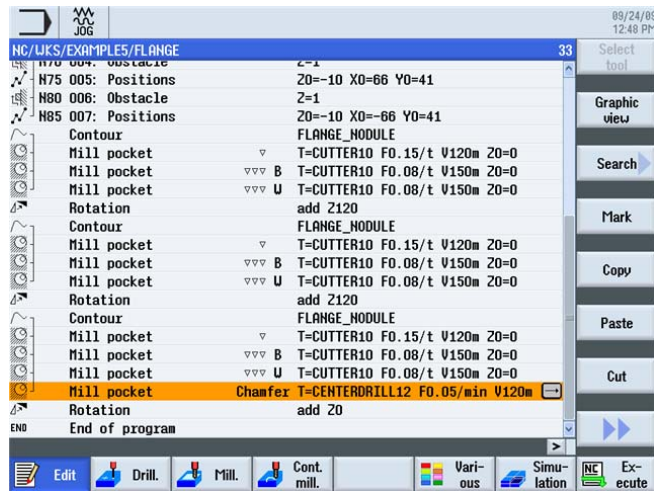 JOG
09/24/09
12:48 PM
NC/WKS/EXAMPLE5/FLANGE 33
Select tool
N70 004: Obstacle Z=1
N75 005: Positions Z0=-10 X0=66 Y0=41
N80 006: Obstacle Z=1
N85 007: Positions Z0=-10 X0=-66 Y0=41
Contour FLANGE_NODULE
Mill pocket ▽ T=CUTTER10 F0.15/t V120m Z0=0
Mill pocket ▽▽▽ B T=CUTTER10 F0.08/t V150m Z0=0
Mill pocket ▽▽▽ U T=CUTTER10 F0.08/t V150m Z0=0
Rotation add Z120
Contour FLANGE_NODULE
Mill pocket ▽ T=CUTTER10 F0.15/t V120m Z0=0
Mill pocket ▽▽▽ B T=CUTTER10 F0.08/t V150m Z0=0
Mill pocket ▽▽▽ U T=CUTTER10 F0.08/t V150m Z0=0
Rotation add Z120
Contour FLANGE_NODULE
Mill pocket ▽ T=CUTTER10 F0.15/t V120m Z0=0
Mill pocket ▽▽▽ B T=CUTTER10 F0.08/t V150m Z0=0
Mill pocket ▽▽▽ U T=CUTTER10 F0.08/t V150m Z0=0
Mill pocket Chamfer T=CENTERDRILL12 F0.05/min V120m
Rotation add Z0
END End of program
Graphic view
Search
Mark
Copy
Paste
Cut
Edit
Drill.
Mill.
Cont. mill.
Vari- ous
Simu- lation
NC Ex- ecute